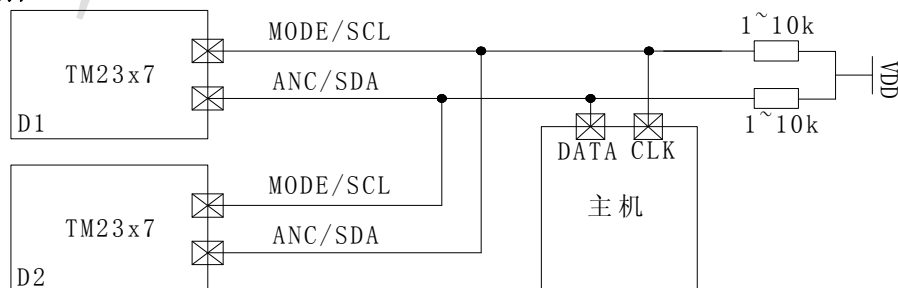 MODE/SCL
1~10k
TM23x7
ANC/SDA
VDD
D1
1~10k
DATA CLK
MODE/SCL
主机
TM23x7
ANC/SDA
D2